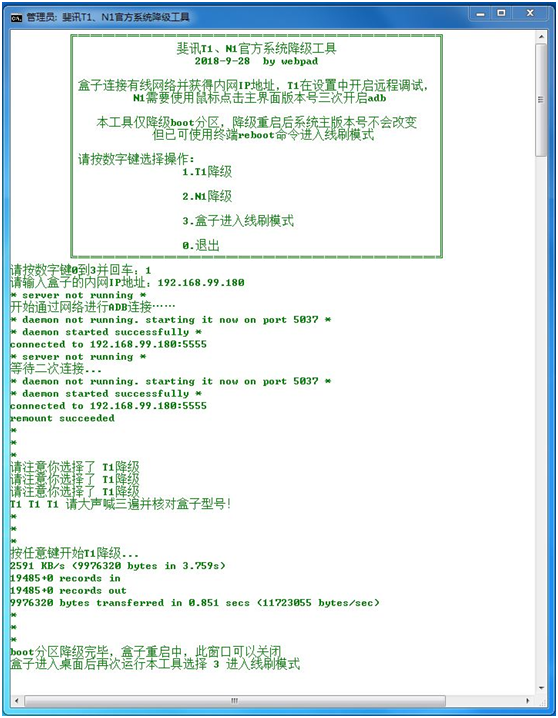 管理员: 斐讯T1、N1官方系统降级工具
斐讯T1、N1官方系统降级工具
2018-9-28 by webpad
盒子连接有线网络并获得内网IP地址，T1在设置中开启远程调试，
N1需要使用鼠标点击主界面版本号三次开启adb
本工具仅降级boot分区，降级重启后系统主版本号不会改变
但已可使用终端reboot命令进入线刷模式
请按数字键选择操作:
1.T1降级
2.N1降级
3.盒子进入线刷模式
0.退出
请按数字键0到3并回车: 1
请输入盒子的内网IP地址: 192.168.99.180
* server not running *
开始通过网络进行ADB连接……
* daemon not running. starting it now on port 5037 *
* daemon started successfully *
connected to 192.168.99.180:5555
* server not running *
等待二次连接...
* daemon not running. starting it now on port 5037 *
* daemon started successfully *
connected to 192.168.99.180:5555
remount succeeded
*
*
*
请注意你选择了 T1降级
请注意你选择了 T1降级
请注意你选择了 T1降级
T1 T1 T1 请大声喊三遍并核对盒子型号!
*
*
*
按任意键开始T1降级...
2591 KB/s (9976320 bytes in 3.759s)
19485+0 records in
19485+0 records out
9976320 bytes transferred in 0.851 secs (11723055 bytes/sec)
*
*
*
boot分区降级完毕，盒子重启中，此窗口可以关闭
盒子进入桌面后再次运行本工具选择 3 进入线刷模式